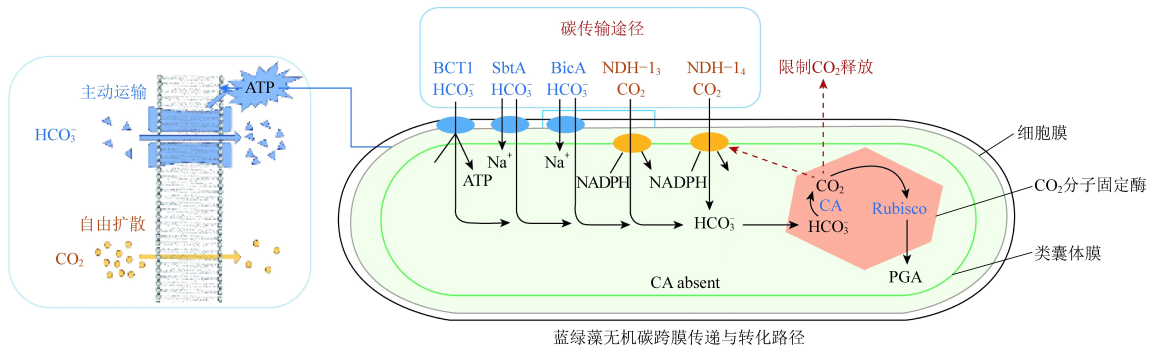 主动运输
ATP
HCO₃⁻
自由扩散
CO₂
碳传输途径
BCT1 SbtA BicA NDH-1₃ NDH-1₄
HCO₃⁻ HCO₃⁻ HCO₃⁻ CO₂ CO₂
限制CO₂释放
Na⁺ Na⁺
ATP NADPH NADPH
HCO₃⁻
CO₂
CA
HCO₃⁻
Rubisco
PGA
CA absent
细胞膜
CO₂分子固定酶
类囊体膜
蓝绿藻无机碳跨膜传递与转化路径